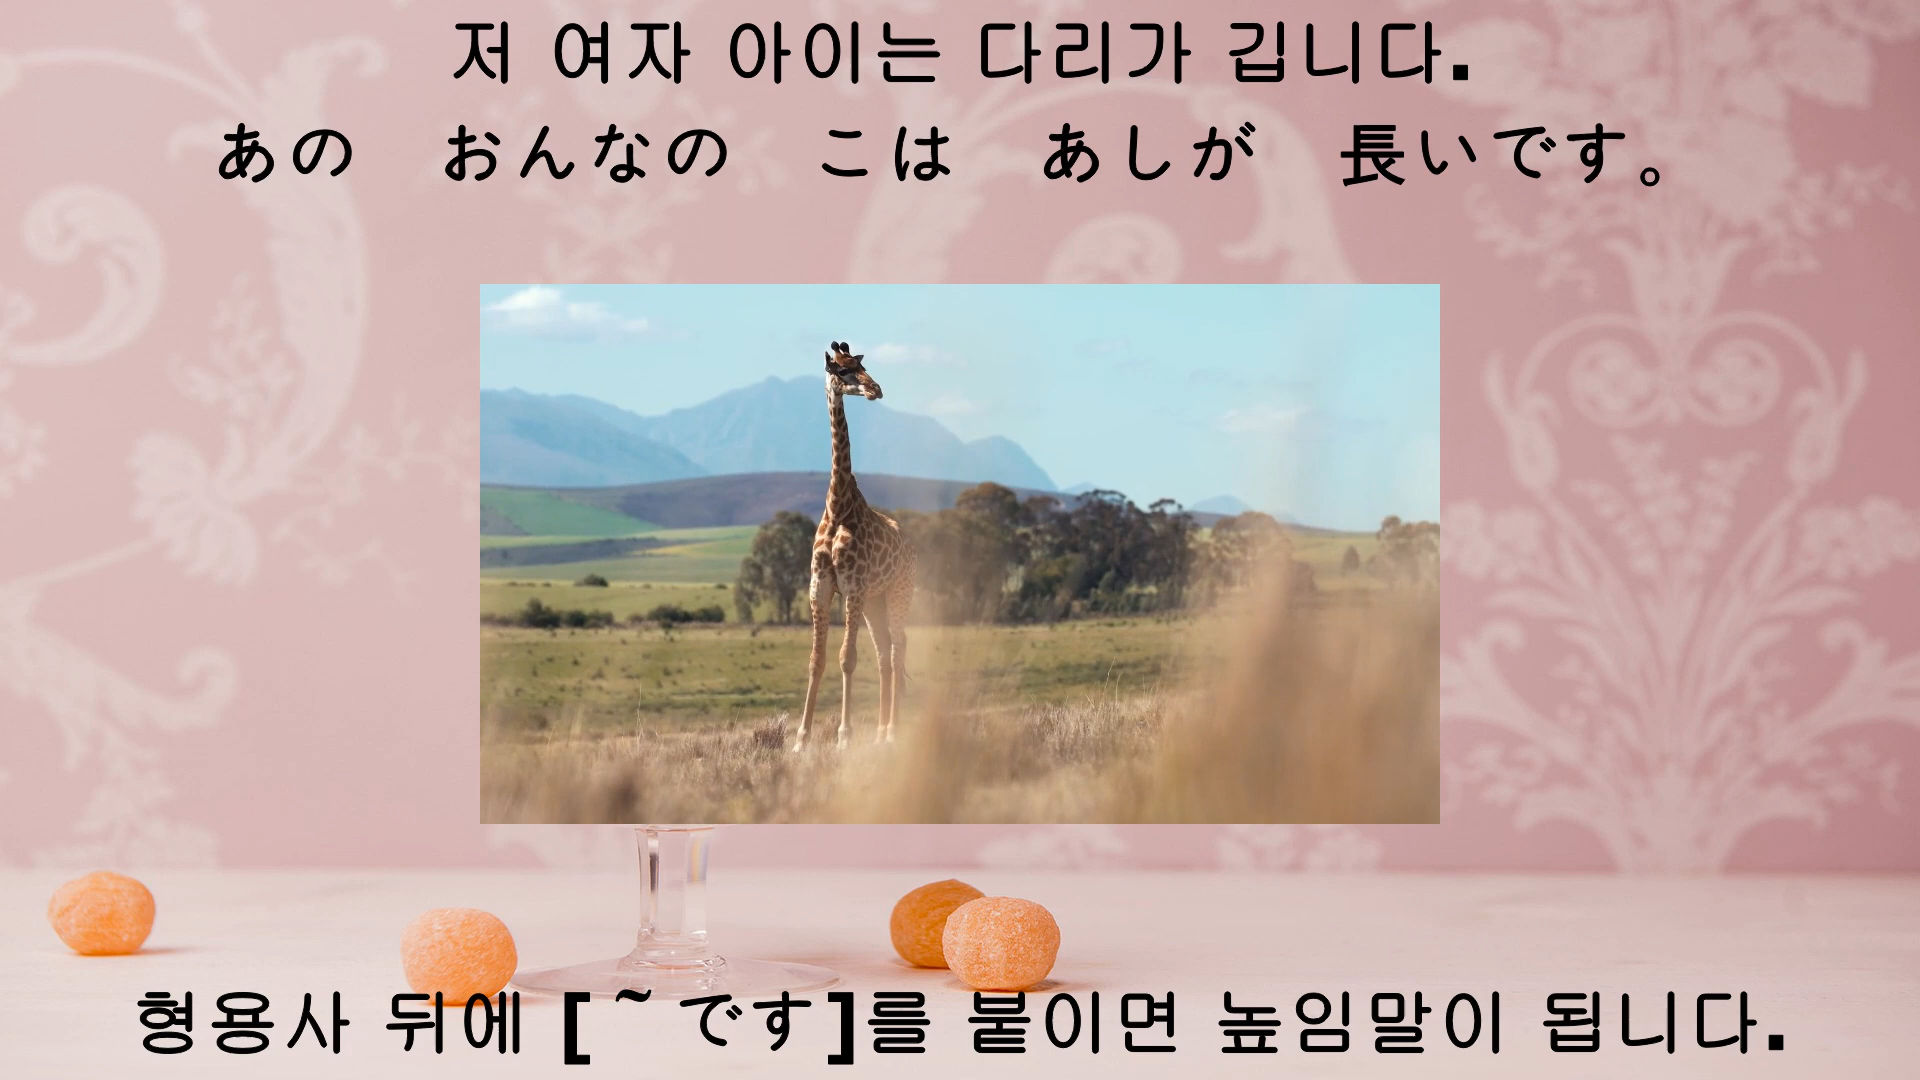 저 여자 아이는 다리가 깁니다.
あの　おんなの　こは　あしが　長いです。
형용사 뒤에 [~です]를 붙이면 높임말이 됩니다.